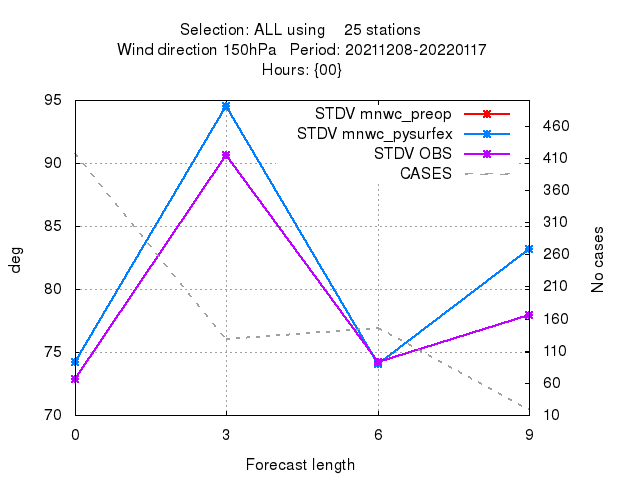 Selection: ALL using    25 stations
Wind direction 150hPa   Period: 20211208-20220117
Hours: {00}
STDV mnwc_preop
STDV mnwc_pysurfex
STDV OBS
CASES
95
90
85
80
75
70
deg
460
410
360
310
260
210
160
110
60
10
No cases
0 3 6 9
Forecast length